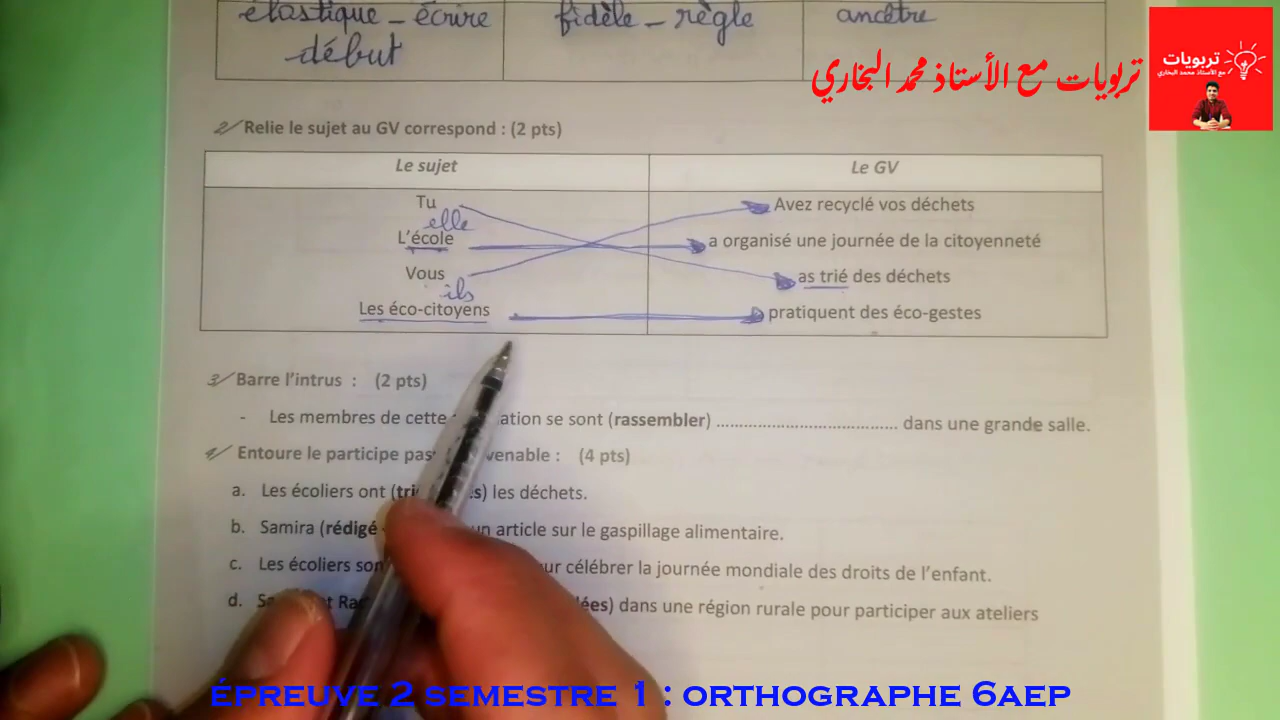 élastique – écrire
fidèle – règle
ancêtre
début
تربويات مع الأستاذ محمد البخاري
تربويات
مع الأستاذ محمد البخاري
2/ Relie le sujet au GV correspond : (2 pts)
Le sujet
Le GV
Tu
Avez recyclé vos déchets
elle
L'école
a organisé une journée de la citoyenneté
Vous
as trié des déchets
ils
Les éco-citoyens
pratiquent des éco-gestes
3/ Barre l'intrus : (2 pts)
- Les membres de cette ation se sont (rassembler) ........................................ dans une grande salle.
4/ Entoure le participe pas venable : (4 pts)
a. Les écoliers ont (tri s) les déchets.
b. Samira (rédigé un article sur le gaspillage alimentaire.
c. Les écoliers son ur célébrer la journée mondiale des droits de l'enfant.
d. Sa et Ra lées) dans une région rurale pour participer aux ateliers
épreuve 2 semestre 1 : orthographe 6aep